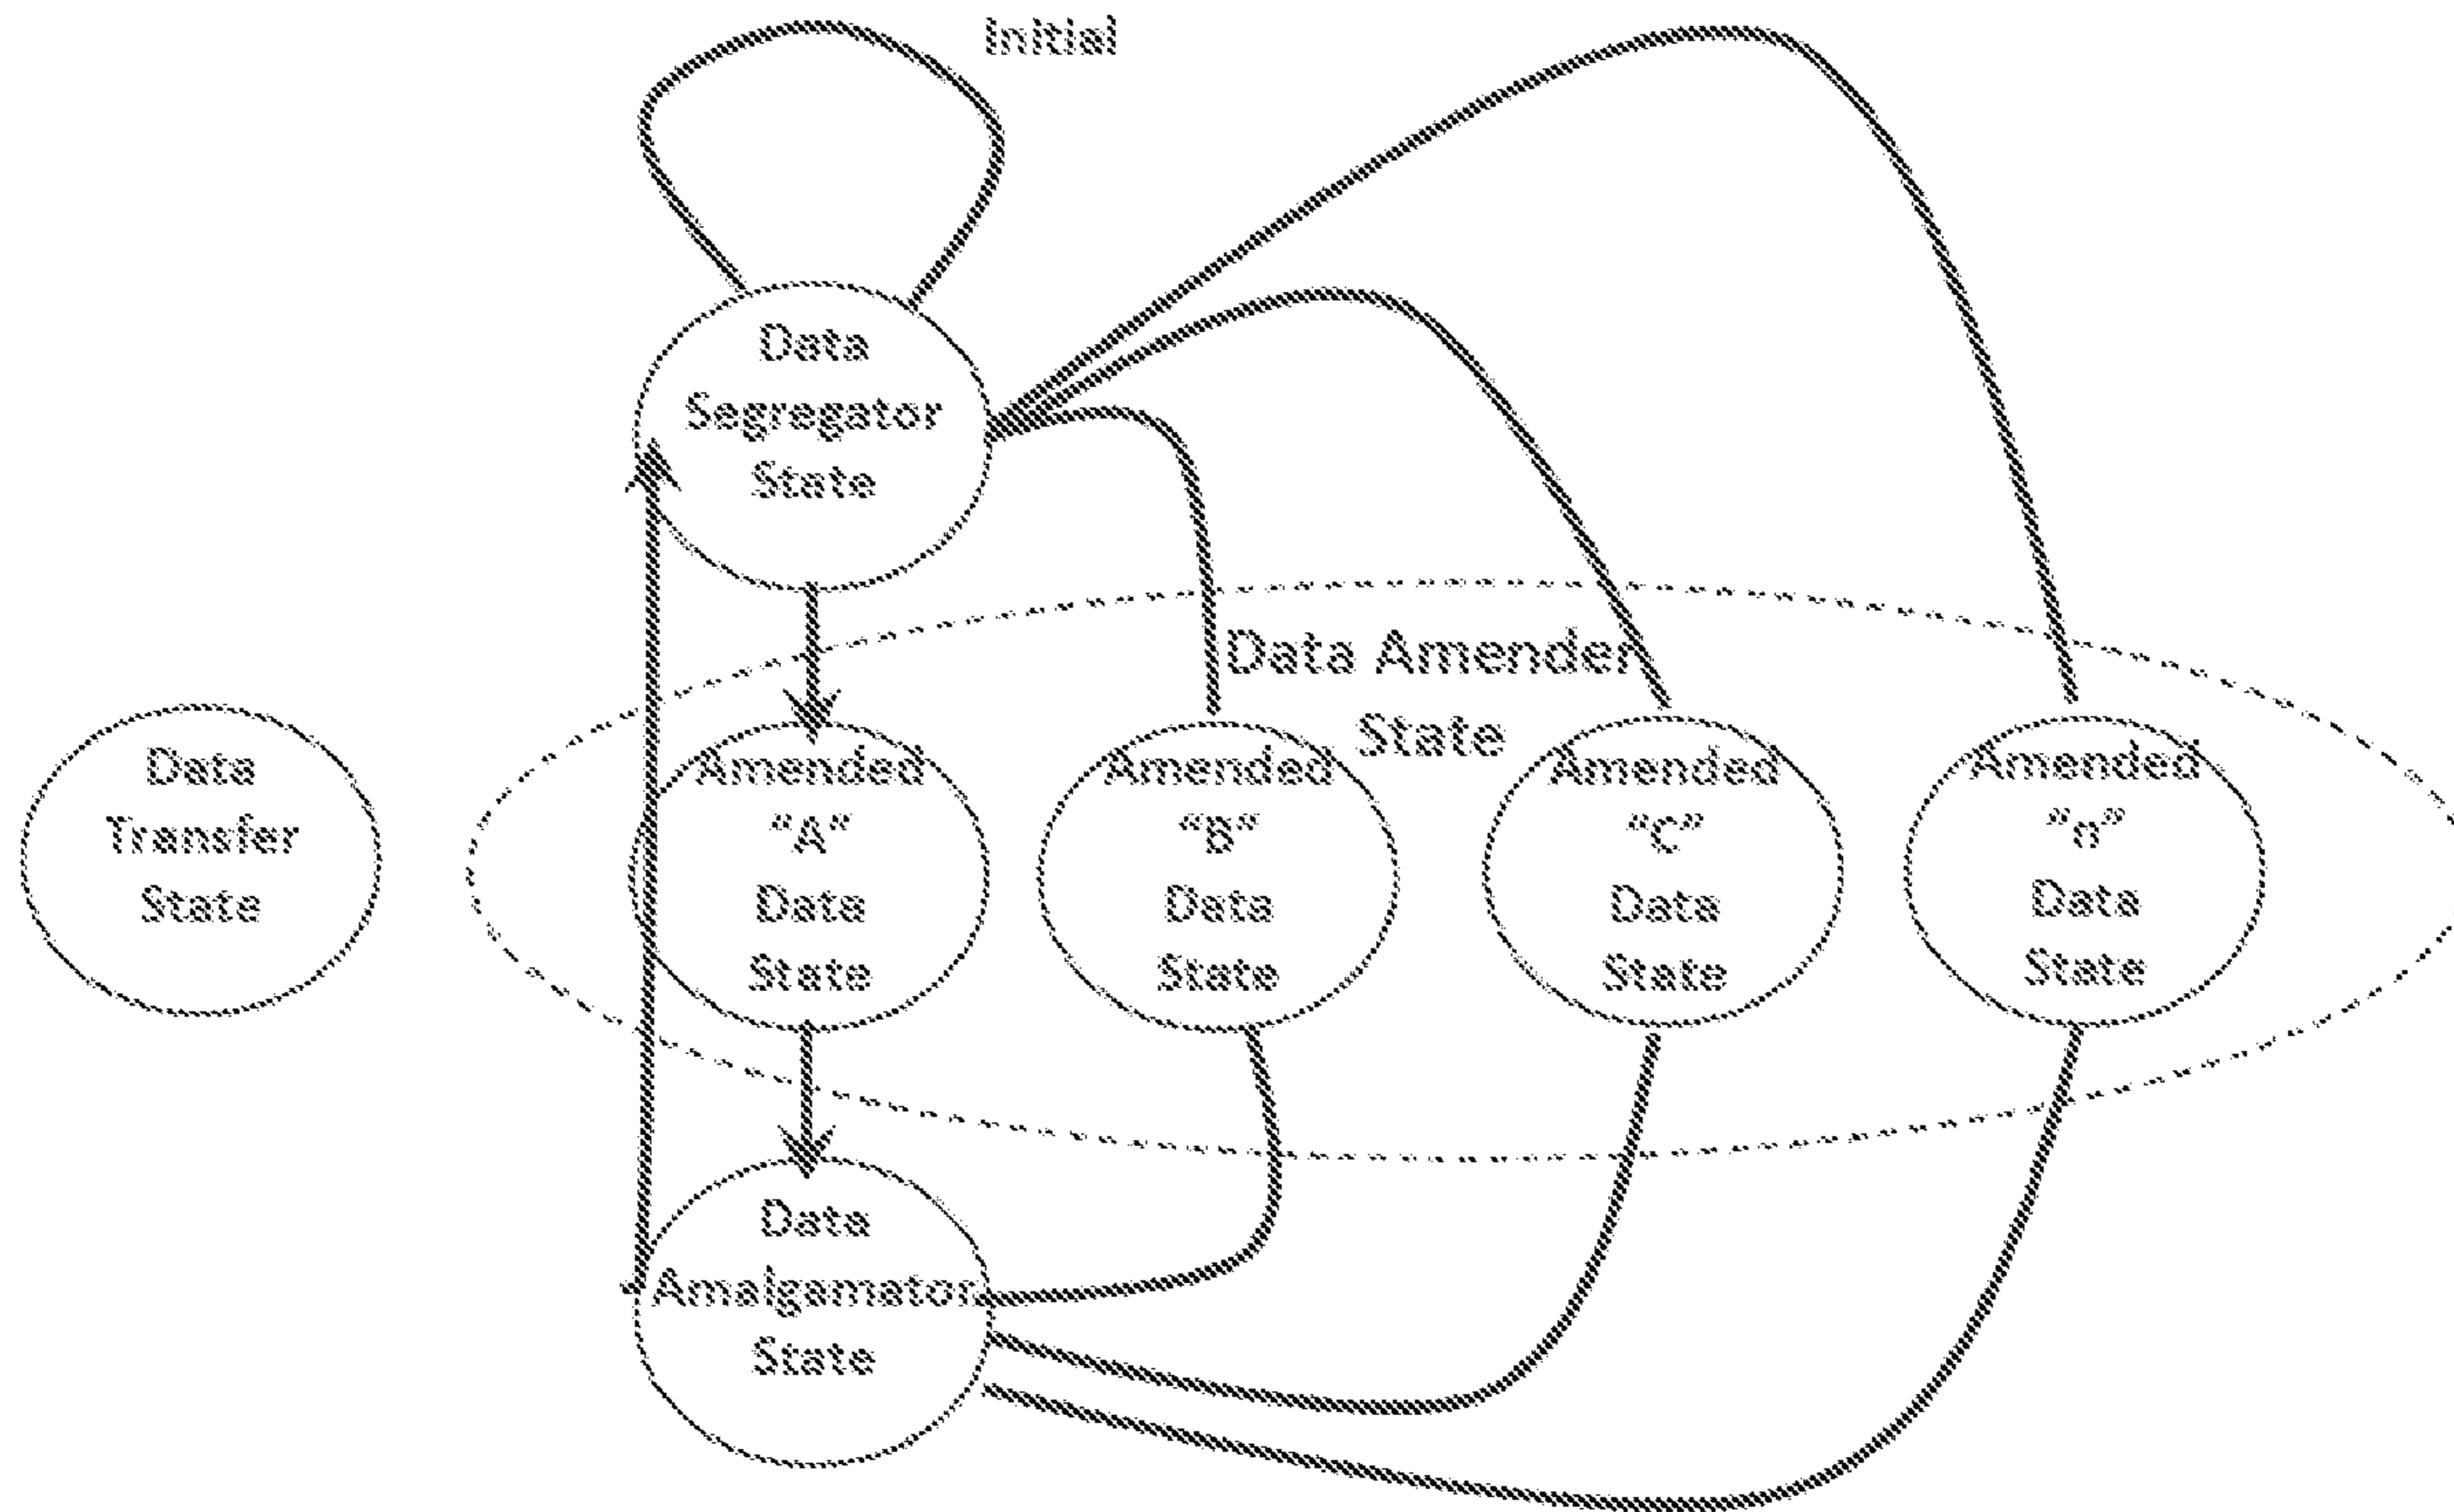 Initial
Data
Segregator
State
Data Amender
State
Data
Transfer
State
Amended
“A”
Data
State
Amended
“B”
Data
State
Amended
“C”
Data
State
Amended
“n”
Data
State
Data
Amalgamator
State